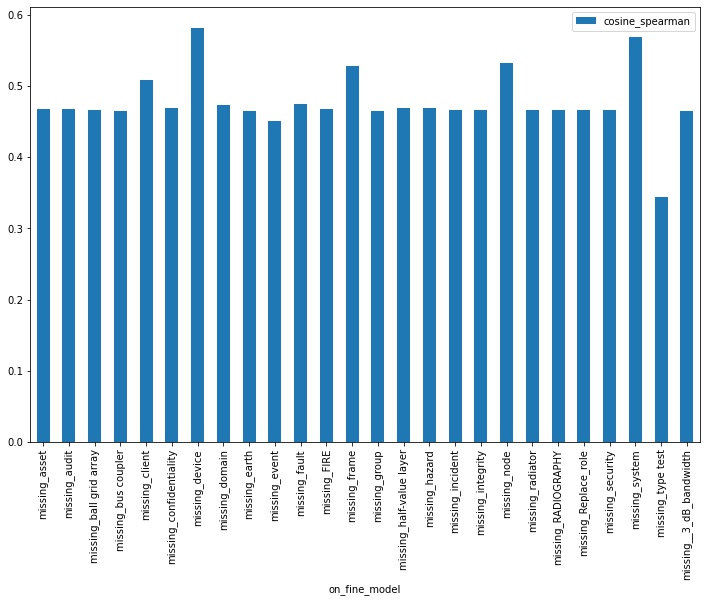 cosine_spearman
0.6
0.5
0.4
0.3
0.2
0.1
0.0
missing_asset
missing_audit
missing_ball grid array
missing_bus coupler
missing_client
missing_confidentiality
missing_device
missing_domain
missing_earth
missing_event
missing_fault
missing_FIRE
missing_frame
missing_group
missing_half-value layer
missing_hazard
missing_incident
missing_integrity
missing_node
missing_radiator
missing_RADIOGRAPHY
missing_Replace_role
missing_security
missing_system
missing_type test
missing__3_dB_bandwidth
on_fine_model